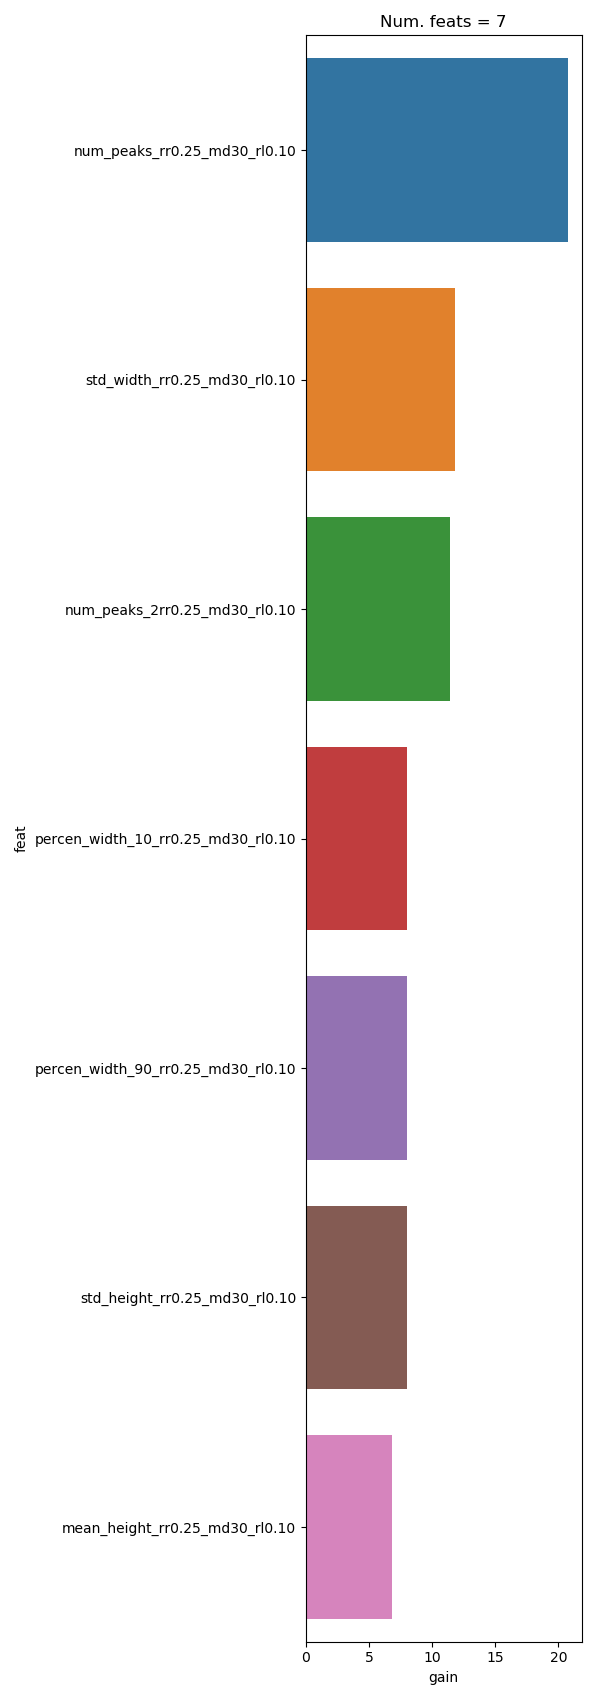 Num. feats = 7
num_peaks_rr0.25_md30_rl0.10
std_width_rr0.25_md30_rl0.10
num_peaks_2rr0.25_md30_rl0.10
percen_width_10_rr0.25_md30_rl0.10
percen_width_90_rr0.25_md30_rl0.10
std_height_rr0.25_md30_rl0.10
mean_height_rr0.25_md30_rl0.10
feat
0 5 10 15 20
gain